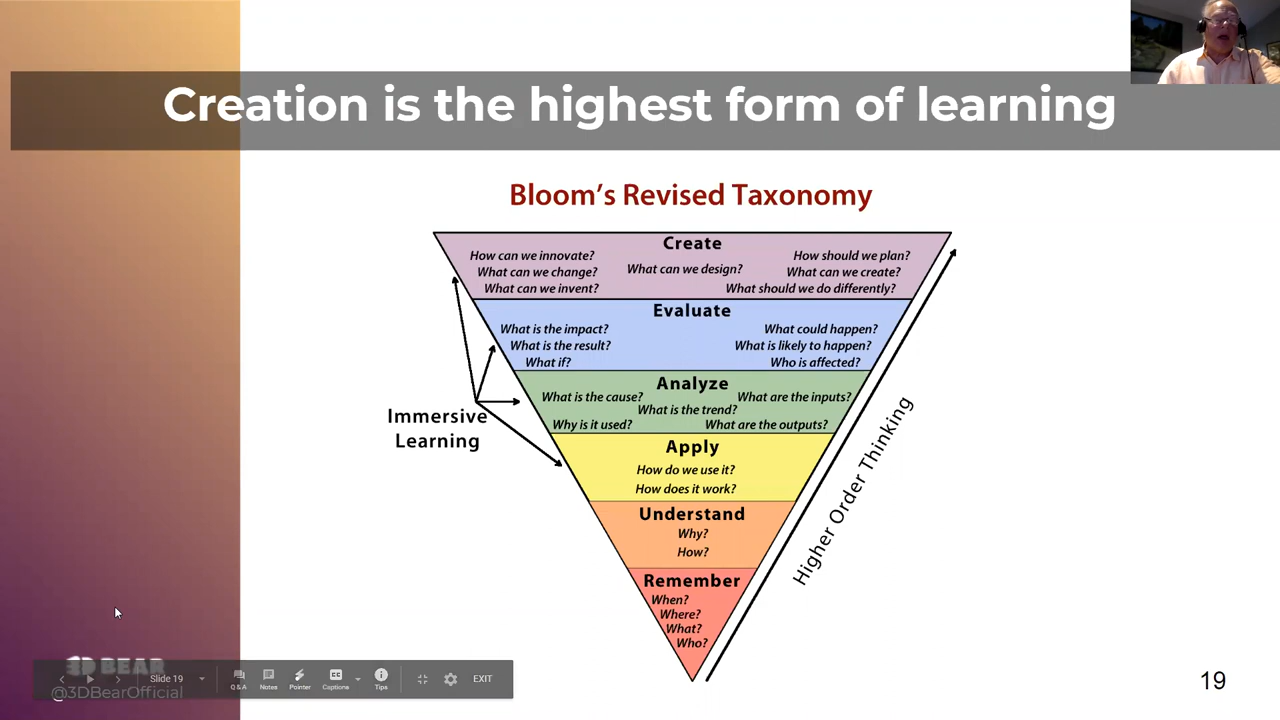 Creation is the highest form of learning
Bloom's Revised Taxonomy
Create
How can we innovate?
What can we change?
What can we invent?
What can we design?
How should we plan?
What can we create?
What should we do differently?
Evaluate
What is the impact?
What is the result?
What if?
What could happen?
What is likely to happen?
Who is affected?
Analyze
What is the cause?
What are the inputs?
What is the trend?
Why is it used?
What are the outputs?
Immersive
Learning
Apply
How do we use it?
How does it work?
Understand
Why?
How?
Remember
When?
Where?
What?
Who?
Higher Order Thinking
3D BEAR
@3DBearOfficial
Slide 19
Q&A
Notes
Pointer
CC
Captions
Tips
EXIT
19